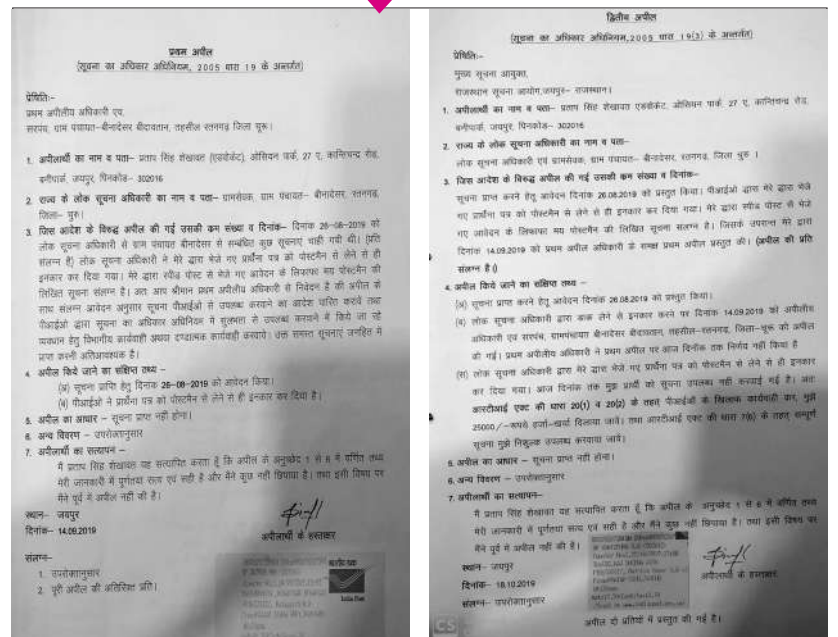 प्रथम अपील
(सूचना का अधिकार अधिनियम, 2005 धारा 19 के अन्तर्गत)
प्रेषिति:-
प्रथम अपीलीय अधिकारी एवं,
सरपंच, ग्राम पंचायत- बीनादेसर बीदावतान, तहसील रतनगढ़ जिला चूरू।
1. अपीलार्थी का नाम व पता- प्रताप सिंह शेखावत (एडवोकेट), ओसियन पार्क, 27 ए, कान्तिचन्द्र रोड,
बनीपार्क, जयपुर, पिनकोड- 302016
2. राज्य के लोक सूचना अधिकारी का नाम व पता- ग्रामसेवक, ग्राम पंचायत- बीनादेसर, रतनगढ़,
जिला- चुरू।
3. जिस आदेश के विरुद्ध अपील की गई उसकी कम संख्या व दिनांक- दिनांक 26-08-2019 को
लोक सूचना अधिकारी से ग्राम पंचायत बीनादेसर से सम्बंधित कुछ सूचनाएं चाही गयी थी। (प्रति
संलग्न है) लोक सूचना अधिकारी ने मेरे द्वारा भेजे गए प्रार्थना पत्र को पोस्टमैन से लेने से ही
इनकार कर दिया गया। मेरे द्वारा स्पीड पोस्ट से भेजे गए आवेदन के लिफाफा मय पोस्टमैन की
लिखित सूचना संलग्न है। अतः आप श्रीमान प्रथम अपीलीय अधिकारी से निवेदन है की अपील के
साथ संलग्न आवेदन अनुसार सूचना पीआईओ से उपलब्ध करवाने का आदेश पारित करावें तथा
पीआईओ द्वारा सूचना का अधिकार अधिनियम में सुलभता से उपलब्ध करवाने में किये जा रहे
व्यवधान हेतु विभागीय कार्यवाही अथवा दण्डात्मक कार्यवाही करवावे। उक्त समस्त सूचनाएं जनहित में
प्राप्त करनी अतिआवश्यक है।
4. अपील किये जाने का संक्षिप्त तथ्य -
(अ) सूचना प्राप्ति हेतु दिनांक 26-08-2019 को आवेदन किया।
(ब) पीआईओ ने प्रार्थना पत्र को पोस्टमैन से लेने से ही इनकार कर दिया है।
5. अपील का आधार - सूचना प्राप्त नहीं होना।
6. अन्य विवरण - उपरोक्तानुसार
7. अपीलार्थी का सत्यापन -
मैं प्रताप सिंह शेखावत यह सत्यापित करता हूँ कि अपील के अनुच्छेद 1 से 6 में वर्णित तथ्य
मेरी जानकारी में पूर्णतया सत्य एवं सही है और मैंने कुछ नहीं छिपाया है। तथा इसी विषय पर
मैंने पूर्व में अपील नहीं की है।
स्थान- जयपुर
दिनांक- 14.09.2019
अपीलार्थी के हस्ताक्षर
संलग्न-
1. उपरोक्तानुसार
2. पूरी अपील की अतिरिक्त प्रति।
India Post
द्वितीय अपील
(सूचना का अधिकार अधिनियम, 2005 धारा 19(3) के अन्तर्गत)
प्रेषिति:-
मुख्य सूचना आयुक्त,
राजस्थान सूचना आयोग, जयपुर- राजस्थान।
1. अपीलार्थी का नाम व पता- प्रताप सिंह शेखावत एडवोकेट, ओसियन पार्क, 27 ए, कान्तिचन्द्र रोड,
बनीपार्क, जयपुर, पिनकोड- 302016
2. राज्य के लोक सूचना अधिकारी का नाम व पता-
लोक सूचना अधिकारी एवं ग्रामसेवक, ग्राम पंचायत- बीनादेसर, रतनगढ़, जिला चुरु ।
3. जिस आदेश के विरुद्ध अपील की गई उसकी कम संख्या व दिनांक-
सूचना प्राप्त करने हेतु आवेदन दिनांक 26.08.2019 को प्रस्तुत किया। पीआईओ द्वारा मेरे द्वारा भेजे
गए प्रार्थना पत्र को पोस्टमैन से लेने से ही इनकार कर दिया गया। मेरे द्वारा स्पीड पोस्ट से भेजे
गए आवेदन के लिफाफा मय पोस्टमैन की लिखित सूचना संलग्न है। जिसके उपरान्त मेरे द्वारा
दिनांक 14.09.2019 को प्रथम अपील अधिकारी के समक्ष प्रथम अपील प्रस्तुत की। (अपील की प्रति
संलग्न है।)
4. अपील किये जाने का संक्षिप्त तथ्य -
(अ) सूचना प्राप्त करने हेतु आवेदन दिनांक 26.08.2019 को प्रस्तुत किया।
(ब) लोक सूचना अधिकारी द्वारा डाक लेने से इनकार करने पर दिनांक 14.09.2019 को अपीलीय
अधिकारी एवं सरपंच, ग्रामपंचायत बीनादेसर बीदावतान, तहसील-रतनगढ़, जिला-चूरू को अपील
की गई। प्रथम अपीलीय अधिकारी ने प्रथम अपील पर आज दिनांक तक निर्णय नहीं किया है
(स) लोक सूचना अधिकारी द्वारा मेरे द्वारा भेजे गए प्रार्थना पत्र को पोस्टमैन से लेने से ही इनकार
कर दिया गया। आज दिनांक तक मुझ प्रार्थी को सूचना उपलब्ध नहीं करवाई गई है। अतः
आरटीआई एक्ट की धारा 20(1) व 20(2) के तहत पीआईओ के खिलाफ कार्यवाही कर, मुझे
25000/-रूपये हर्जा-खर्चा दिलाया जावें। तथा आरटीआई एक्ट की धारा 7(6) के तहत सम्पूर्ण
सूचना मुझे निशुल्क उपलब्ध करवाया जावें।
5. अपील का आधार - सूचना प्राप्त नहीं होना।
6. अन्य विवरण - उपरोक्तानुसार
7. अपीलार्थी का सत्यापन-
मैं प्रताप सिंह शेखावत यह सत्यापित करता हूँ कि अपील के अनुच्छेद 1 से 6 में वर्णित तथ्य
मेरी जानकारी में पूर्णतया सत्य एवं सही है और मैंने कुछ नहीं छिपाया है। तथा इसी विषय पर
मैंने पूर्व में अपील नहीं की है।
स्थान- जयपुर
दिनांक- 18.10.2019
अपीलार्थी के हस्ताक्षर
संलग्न- उपरोक्तानुसार
CS
अपील दो प्रतियों में प्रस्तुत की गई है।